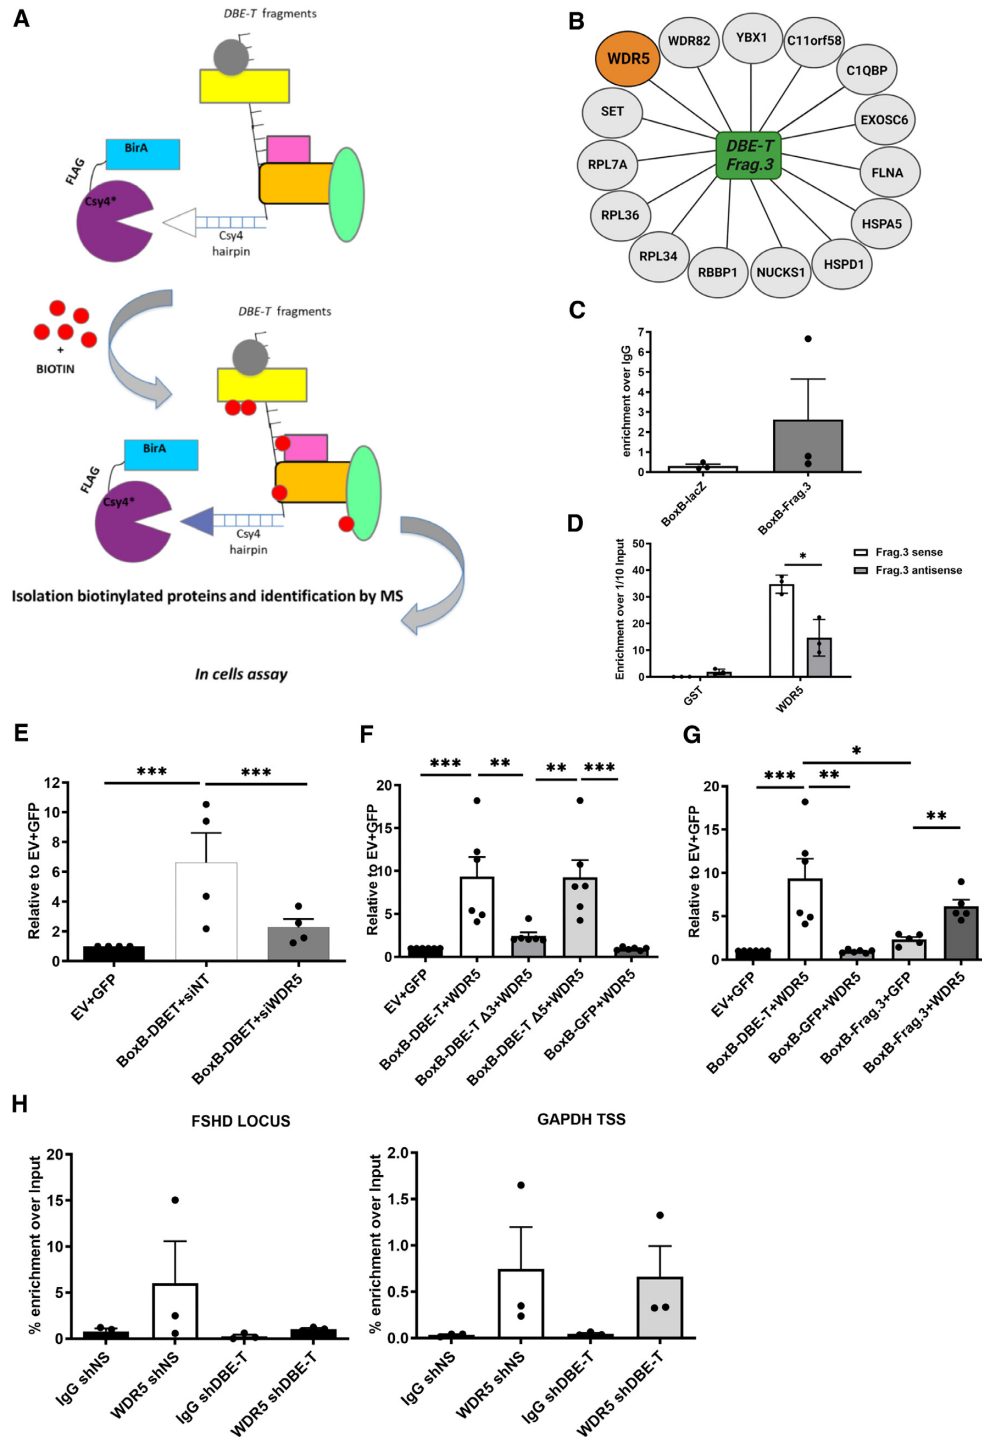 A
DBE-T fragments
BirA
FLAG
Csy4*
Csy4
hairpin
+
BIOTIN
DBE-T fragments
BirA
FLAG
Csy4*
Csy4
hairpin
Isolation biotinylated proteins and identification by MS
In cells assay
B
WDR5
WDR82
YBX1
C11orf58
C1QBP
EXOSC6
FLNA
HSPA5
HSPD1
NUCKS1
RBBP1
RPL34
RPL36
RPL7A
SET
DBE-T
Frag.3
C
enrichment over IgG
7
6
5
4
3
2
1
0
BoxB-lacZ
BoxB-Frag.3
D
Enrichment over 1/10 Input
50
40
30
20
10
0
*
GST
WDR5
Frag.3 sense
Frag.3 antisense
E
Relative to EV+GFP
12
10
8
6
4
2
0
***
***
EV+GFP
BoxB-DBET+siNT
BoxB-DBET+siWDR5
F
Relative to EV+GFP
20
15
10
5
0
***
**
**
***
EV+GFP
BoxB-DBE-T+WDR5
BoxB-DBE-T Δ3+WDR5
BoxB-DBE-T Δ5+WDR5
BoxB-GFP+WDR5
G
Relative to EV+GFP
20
15
10
5
0
*
***
**
**
EV+GFP
BoxB-DBE-T+WDR5
BoxB-GFP+WDR5
BoxB-Frag.3+GFP
BoxB-Frag.3+WDR5
H
FSHD LOCUS
% enrichment over Input
20
15
10
5
0
IgG shNS
WDR5 shNS
IgG shDBE-T
WDR5 shDBE-T
GAPDH TSS
% enrichment over Input
2.0
1.5
1.0
0.5
0.0
IgG shNS
WDR5 shNS
IgG shDBE-T
WDR5 shDBE-T